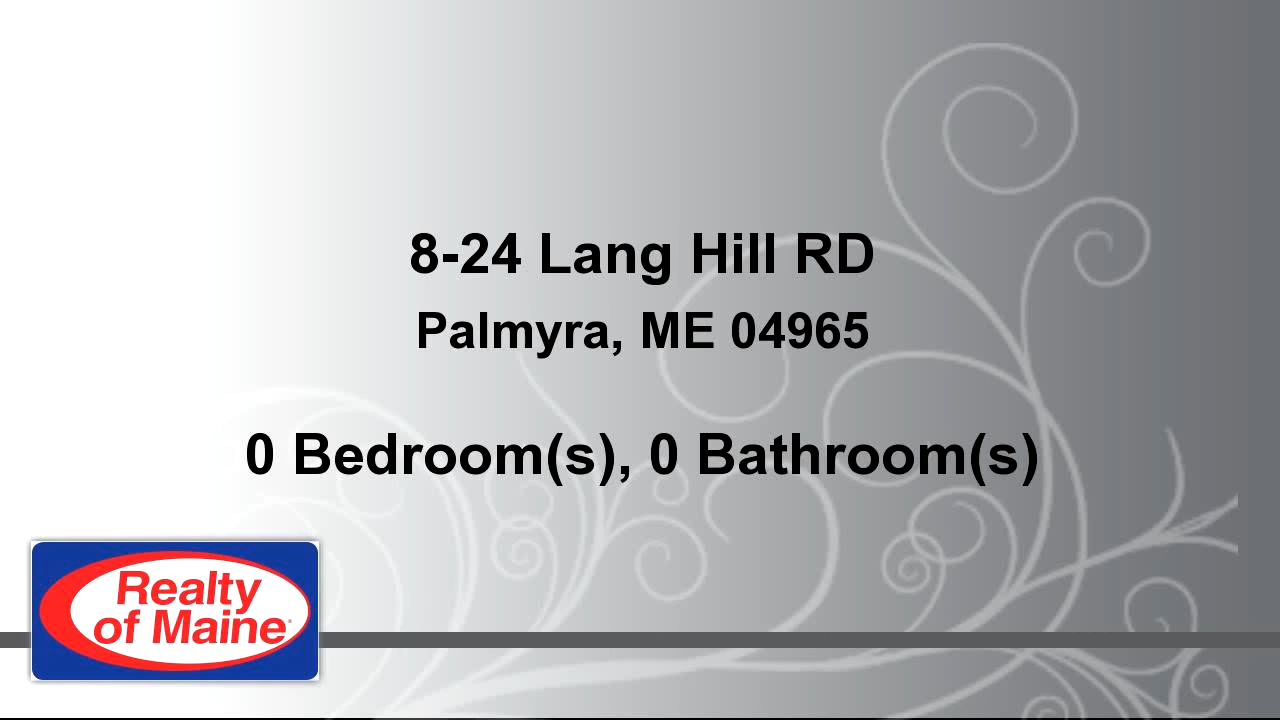 8-24 Lang Hill RD
Palmyra, ME 04965
0 Bedroom(s), 0 Bathroom(s)
Realty
of Maine